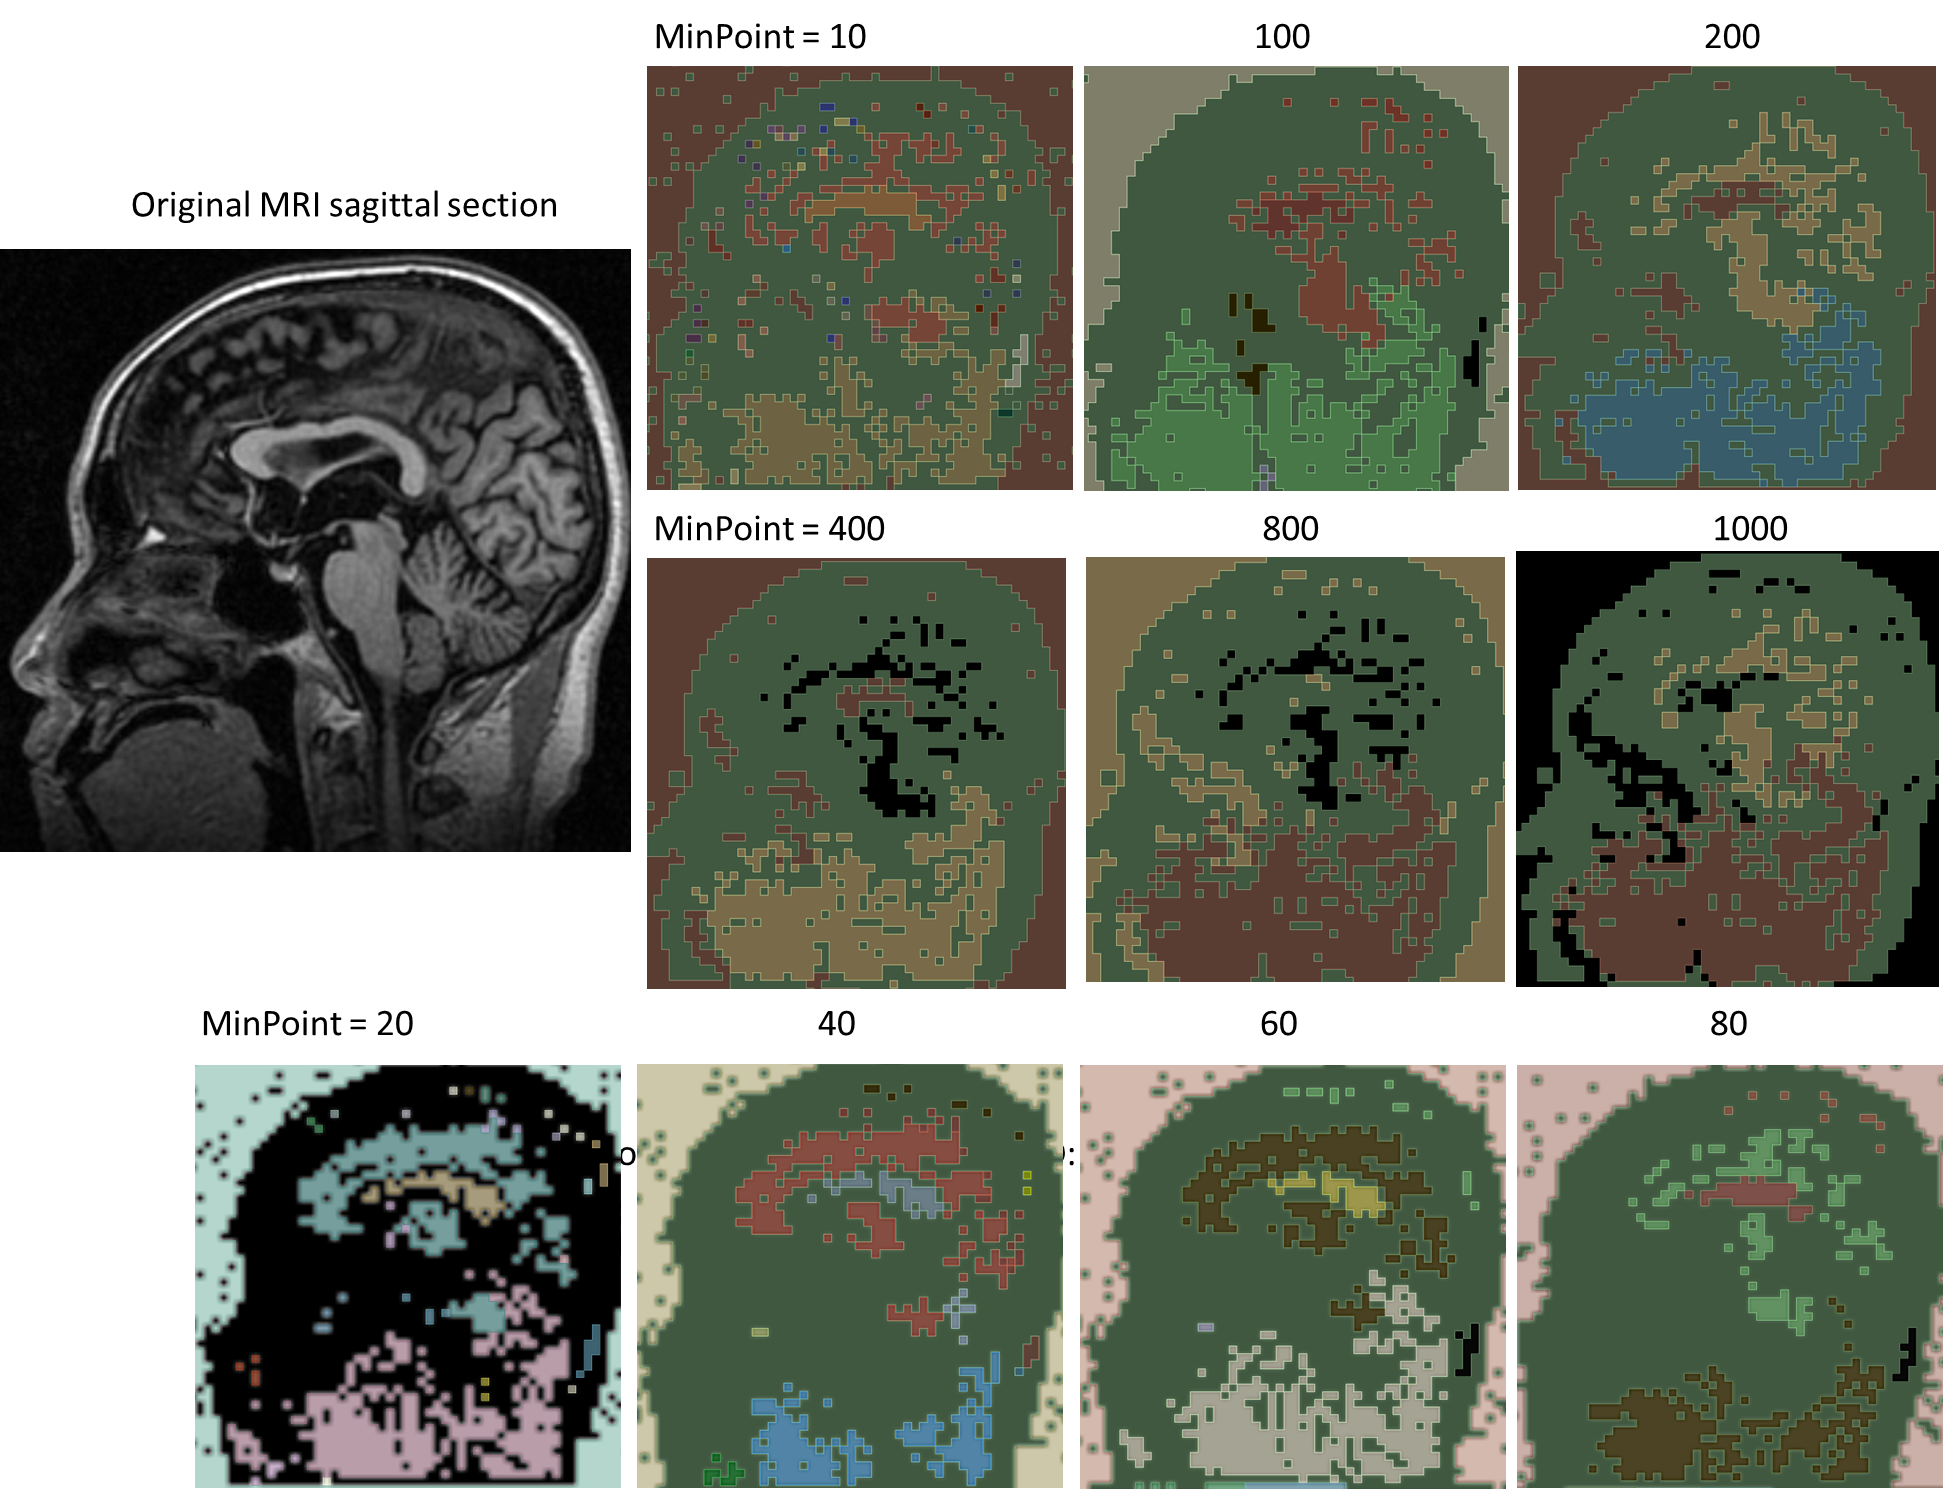 MinPoint = 10 100 200
Original MRI sagittal section
MinPoint = 400 800 1000
MinPoint = 20 40 60 80